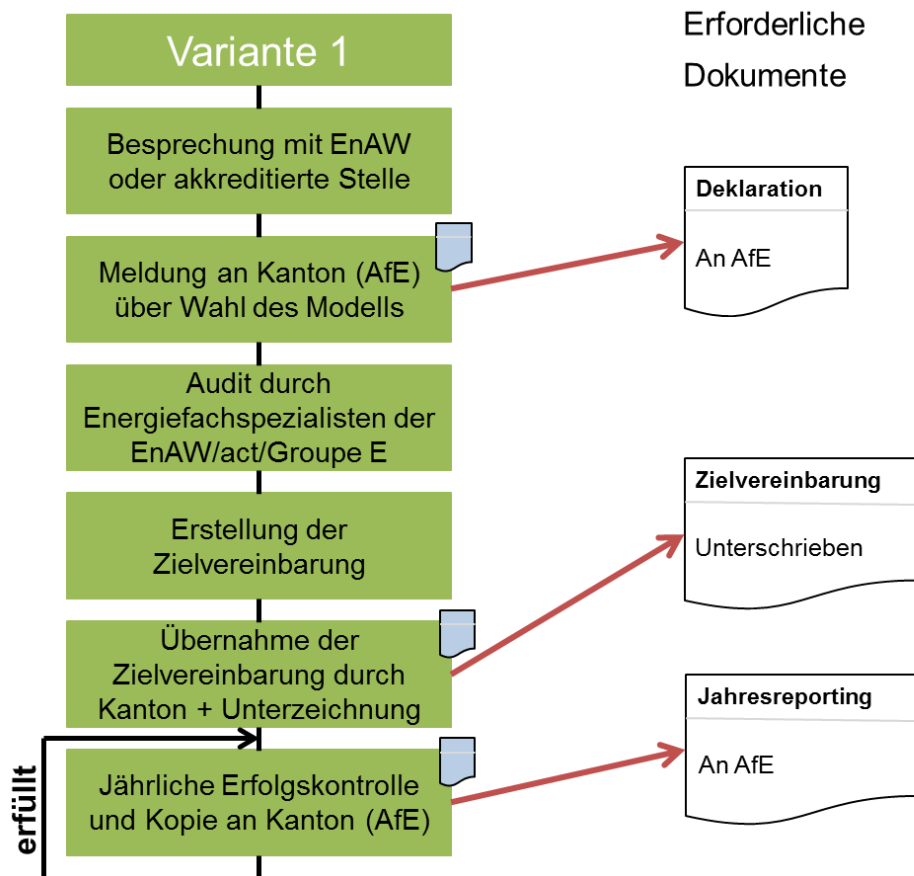 Variante 1
Erforderliche
Dokumente
Besprechung mit EnAW
oder akkreditierte Stelle
Meldung an Kanton (AfE)
über Wahl des Modells
Deklaration
An AfE
Audit durch
Energiefachspezialisten der
EnAW/act/Groupe E
Erstellung der
Zielvereinbarung
Übernahme der
Zielvereinbarung durch
Kanton + Unterzeichnung
Zielvereinbarung
Unterschrieben
Jährliche Erfolgskontrolle
und Kopie an Kanton (AfE)
Jahresreporting
An AfE
erfüllt